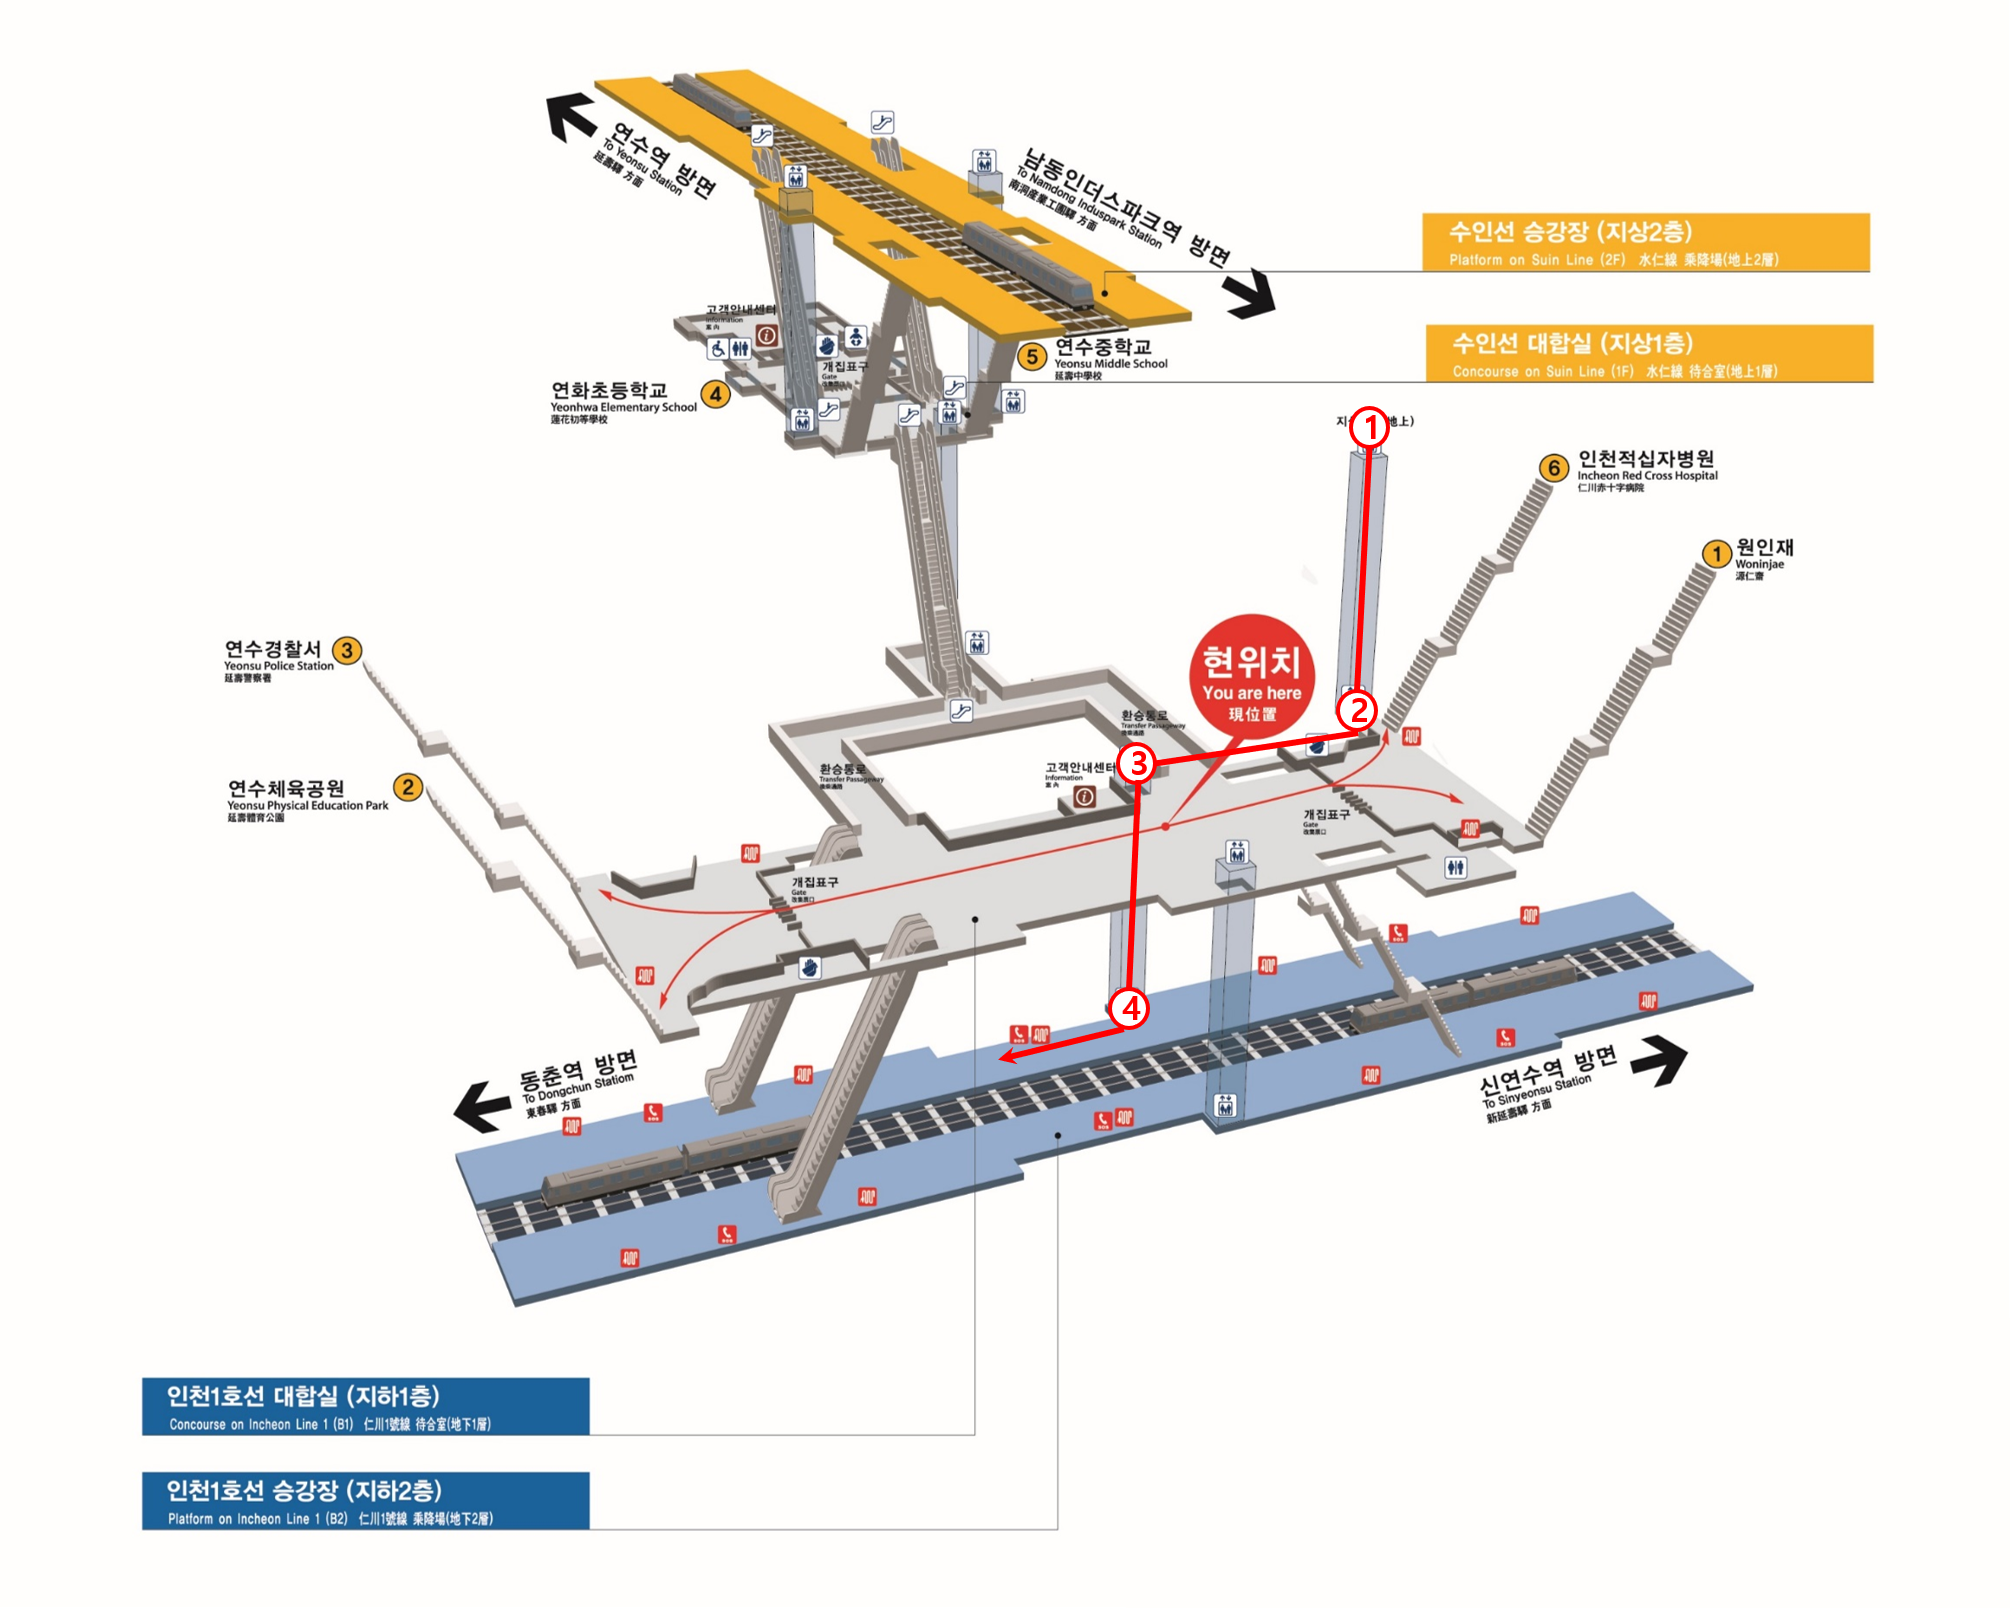 연수역 방면
To Yeonsu Station
延壽驛 方面
남동인더스파크역 방면
To Namdong Induspark Station
南洞産業工團驛 方面
수인선 승강장 (지상2층)
Platform on Suin Line (2F) 水仁線 乘降場(地上2層)
수인선 대합실 (지상1층)
Concourse on Suin Line (1F) 水仁線 待合室(地上1層)
고객안내센터
Information
案內
개집표구
Gate
5
연수중학교
Yeonsu Middle School
延壽中學校
연화초등학교
Yeonhwa Elementary School
蓮花初等學校
4
1
地上)
6
인천적십자병원
Incheon Red Cross Hospital
仁川赤十字病院
1
원인재
Woninjae
源仁齋
연수경찰서
Yeonsu Police Station
延壽警察署
3
현위치
You are here
現位置
2
환승통로
Transfer Passageway
3
고객안내센터
Information
案內
환승통로
Transfer Passageway
연수체육공원
Yeonsu Physical Education Park
延壽體育公園
2
개집표구
Gate
개집표구
Gate
4
동춘역 방면
To Dongchun Statiom
東春驛 方面
신연수역 방면
To Sinyeonsu Station
新延壽驛 方面
인천1호선 대합실 (지하1층)
Concourse on Incheon Line 1 (B1) 仁川1號線 待合室(地下1層)
인천1호선 승강장 (지하2층)
Platform on Incheon Line 1 (B2) 仁川1號線 乘降場(地下2層)